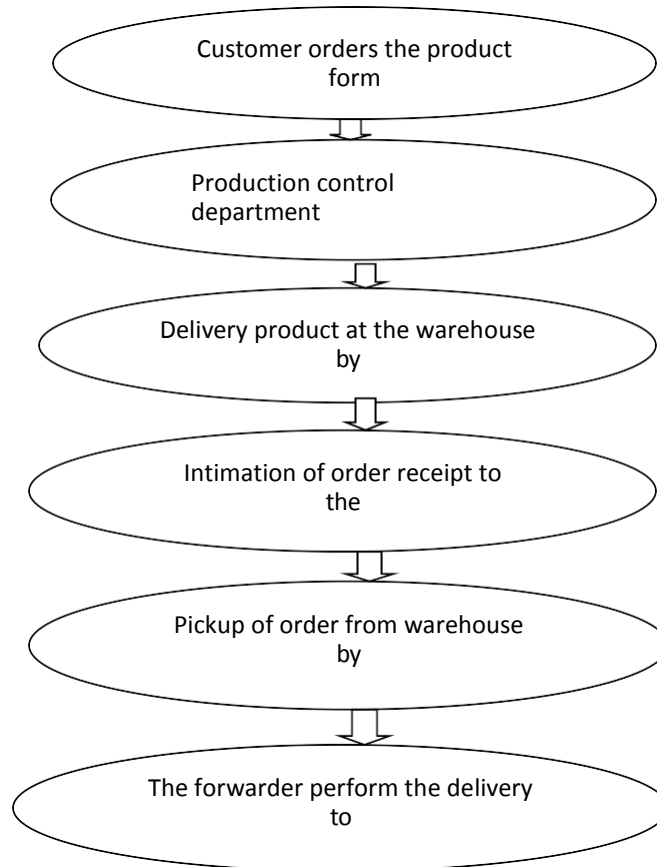 Customer orders the product
form
Production control
department
Delivery product at the warehouse
by
Intimation of order receipt to
the
Pickup of order from warehouse
by
The forwarder perform the delivery
to